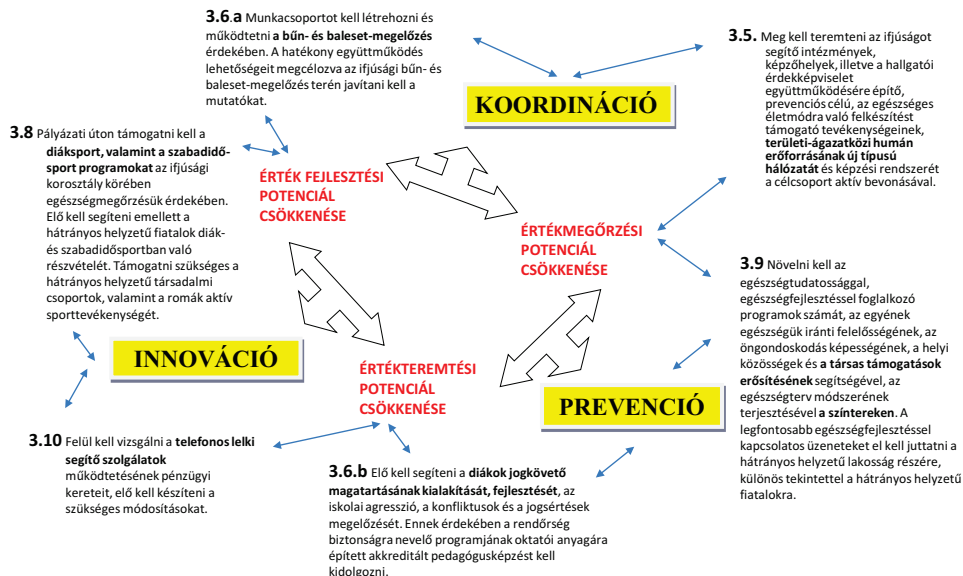 3.6.a Munkacsoportot kell létrehozni és
működtetni a bűn- és baleset-megelőzés
érdekében. A hatékony együttműködés
lehetőségeit megcélozva az ifjúsági bűn- és
baleset-megelőzés terén javítani kell a
mutatókat.
KOORDINÁCIÓ
3.5. Meg kell teremteni az ifjúságot
segítő intézmények,
képzőhelyek, illetve a hallgatói
érdekképviselet
együttműködésére építő,
prevenciós célú, az egészséges
életmódra való felkészítést
támogató tevékenységeinek,
területi-ágazatközi humán
erőforrásának új típusú
hálózatát és képzési rendszerét
a célcsoport aktív bevonásával.
3.8 Pályázati úton támogatni kell a
diáksport, valamint a szabadidő-
sport programokat az ifjúsági
korosztály körében
egészségmegőrzésük érdekében.
Elő kell segíteni emellett a
hátrányos helyzetű fiatalok diák-
és szabadidősportban való
részvételét. Támogatni szükséges a
hátrányos helyzetű társadalmi
csoportok, valamint a romák aktív
sporttevékenységét.
ÉRTÉK FEJLESZTÉSI
POTENCIÁL
CSÖKKENÉSE
ÉRTÉKMEGŐRZÉSI
POTENCIÁL
CSÖKKENÉSE
3.9 Növelni kell az
egészségtudatossággal,
egészségfejlesztéssel foglalkozó
programok számát, az egyének
egészségük iránti felelősségének, az
öngondoskodás képességének, a helyi
közösségek és a társas támogatások
erősítésének segítségével, az
egészségterv módszerének
terjesztésével a színtereken. A
legfontosabb egészségfejlesztéssel
kapcsolatos üzeneteket el kell juttatni a
hátrányos helyzetű lakosság részére,
különös tekintettel a hátrányos helyzetű
fiatalokra.
INNOVÁCIÓ
ÉRTÉKTEREMTÉSI
POTENCIÁL
CSÖKKENÉSE
PREVENCIÓ
3.10 Felül kell vizsgálni a telefonos lelki
segítő szolgálatok
működtetésének pénzügyi
kereteit, elő kell készíteni a
szükséges módosításokat.
3.6.b Elő kell segíteni a diákok jogkövető
magatartásának kialakítását, fejlesztését, az
iskolai agresszió, a konfliktusok és a jogsértések
megelőzését. Ennek érdekében a rendőrség
biztonságra nevelő programjának oktatói anyagára
épített akkreditált pedagógusképzést kell
kidolgozni.